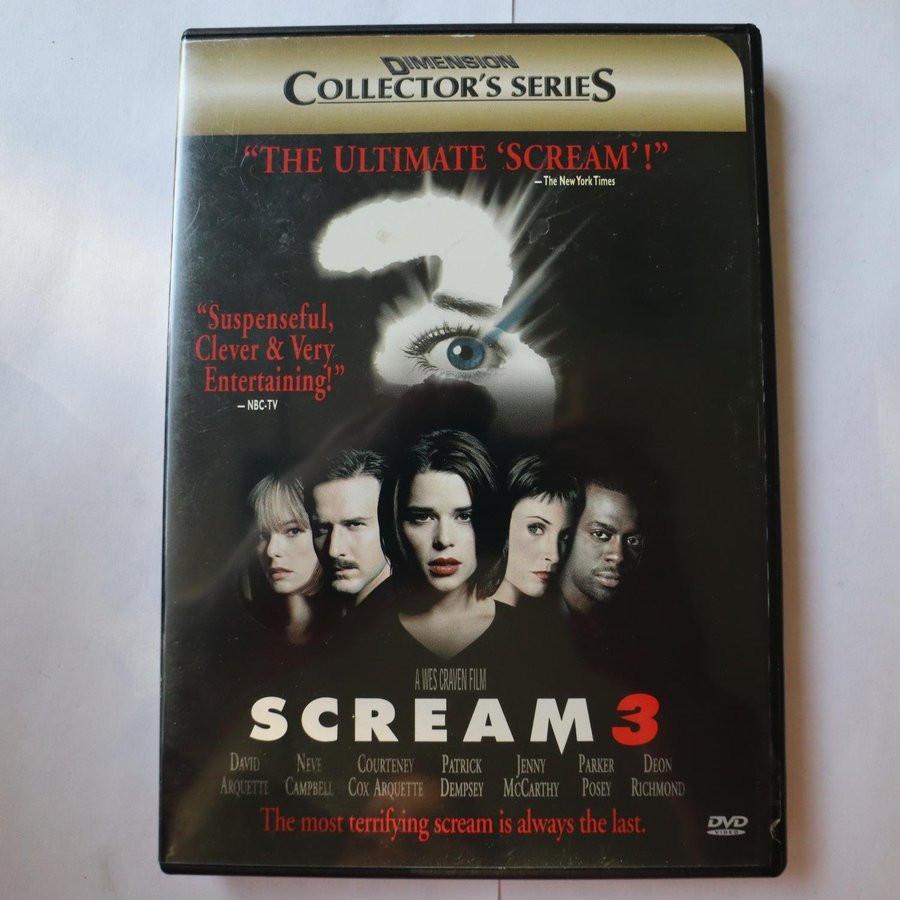 DIMENSION
COLLECTOR'S SERIES
"THE ULTIMATE 'SCREAM'!"
— The New York Times
"SUSPENSEFUL,
CLEVER & VERY
ENTERTAINING!"
— NBC-TV
A WES CRAVEN FILM
SCREAM 3
DAVID ARQUETTE NEVE CAMPBELL COURTENEY COX ARQUETTE PATRICK DEMPSEY JENNY MCCARTHY PARKER POSEY DEON RICHMOND
The most terrifying scream is always the last.
DVD
VIDEO